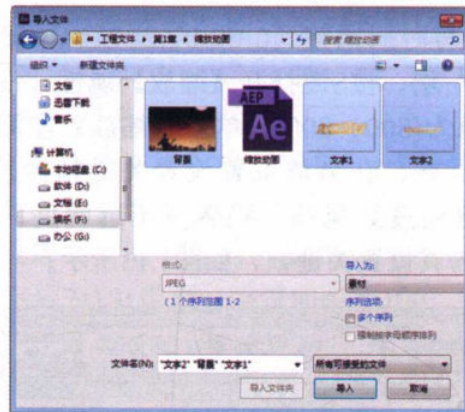 导入文件
« 工程文件 ▸ 第1章 ▸ 缩放动画
搜索 缩放动画
组织 新建文件夹
文档
迅雷下载
音乐
计算机
本地磁盘 (C:)
软件 (D:)
文档 (E:)
娱乐 (F:)
办公 (G:)
AEP
Ae
背景
缩放动画
文字1
文字2
格式:
JPEG
(1 个序列范围 1-2
导入为:
素材
序列选项:
多个序列
强制按字母顺序排列
文件名(N): "文字2" "背景" "文字1"
所有可接受的文件
导入文件夹
导入
取消